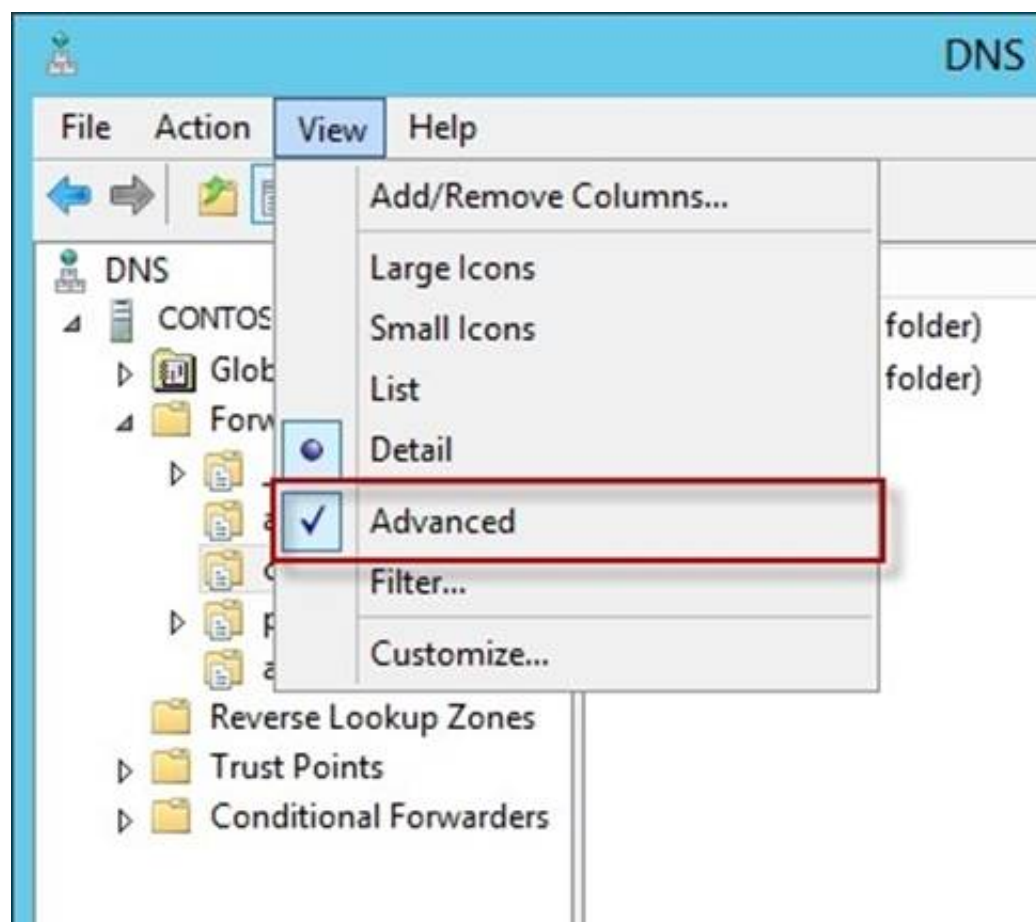 DNS
File Action View Help
Add/Remove Columns...
DNS
Large Icons
CONTOS
Small Icons
folder)
Glob
List
folder)
Forw
Detail
Advanced
Filter...
Customize...
Reverse Lookup Zones
Trust Points
Conditional Forwarders